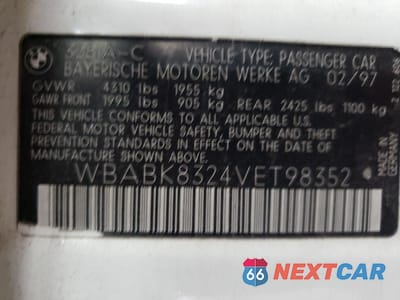 328IA-C VEHICLE TYPE: PASSENGER CAR
BAYERISCHE MOTOREN WERKE AG 02/97
GVWR 4310 lbs 1955 kg
GAWR FRONT 1995 lbs 905 kg REAR 2425 lbs 1100 kg
THIS VEHICLE CONFORMS TO ALL APPLICABLE U.S.
FEDERAL MOTOR VEHICLE SAFETY, BUMPER AND THEFT
PREVENTION STANDARDS IN EFFECT ON THE DATE OF
MANUFACTURE SHOWN ABOVE
WBABK8324VET98352
MADE IN GERMANY
66 NEXTCAR